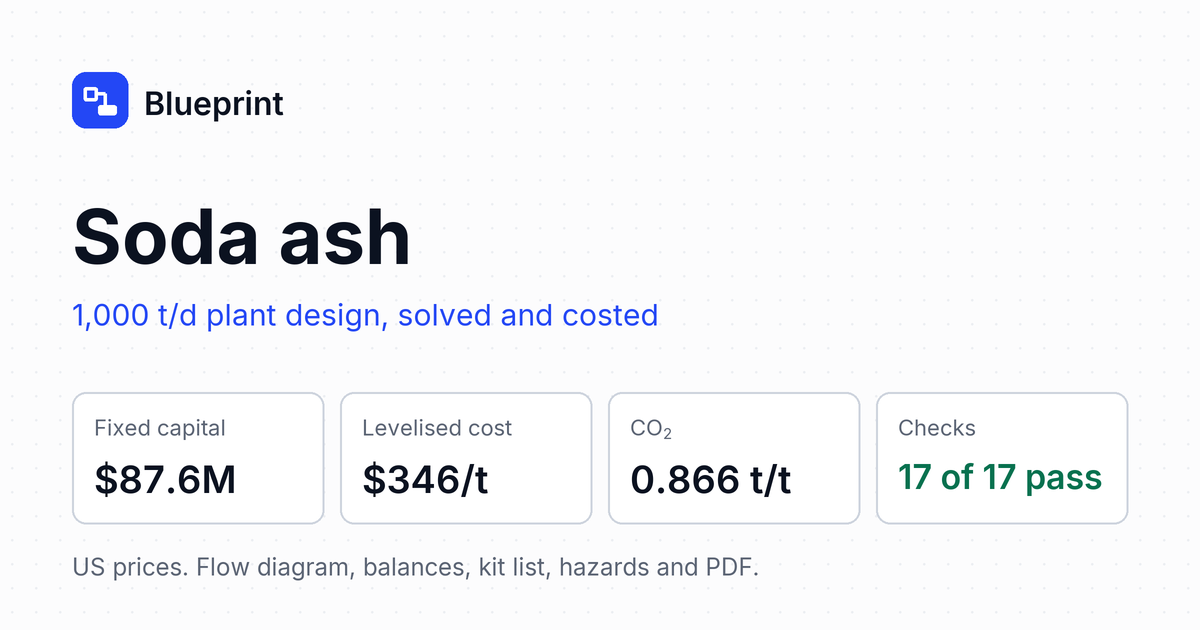 Blueprint
Soda ash
1,000 t/d plant design, solved and costed
Fixed capital
$87.6M
Levelised cost
$346/t
CO₂
0.866 t/t
Checks
17 of 17 pass
US prices. Flow diagram, balances, kit list, hazards and PDF.